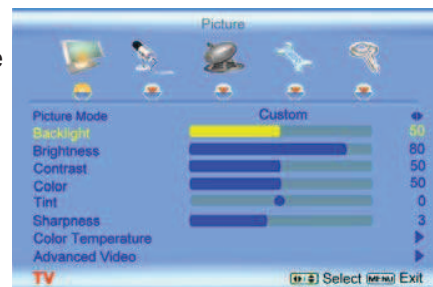 Picture
e
Picture Mode Custom
Backlight 50
Brightness 80
Contrast 50
Color 50
Tint 0
Sharpness 3
Color Temperature
Advanced Video
TV Select MENU Exit